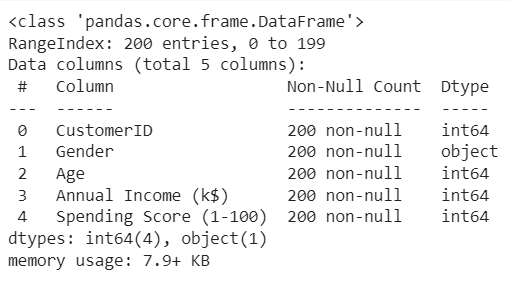 <class 'pandas.core.frame.DataFrame'>
RangeIndex: 200 entries, 0 to 199
Data columns (total 5 columns):
 #   Column                  Non-Null Count  Dtype
---  ------                  --------------  -----
 0   CustomerID              200 non-null    int64
 1   Gender                  200 non-null    object
 2   Age                     200 non-null    int64
 3   Annual Income (k$)      200 non-null    int64
 4   Spending Score (1-100)  200 non-null    int64
dtypes: int64(4), object(1)
memory usage: 7.9+ KB